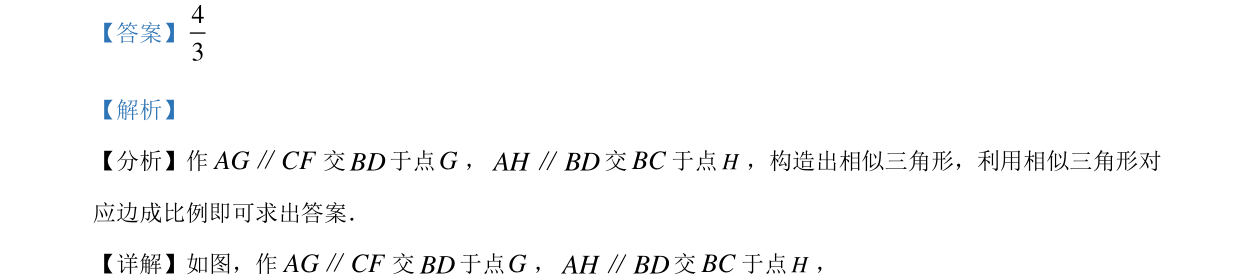 【答案】4/3
【解析】
【分析】作 AG∥CF 交 BD 于点 G，AH∥BD 交 BC 于点 H，构造出相似三角形，利用相似三角形对
应边成比例即可求出答案.
【详解】如图，作 AG∥CF 交 BD 于点 G，AH∥BD 交 BC 于点 H，